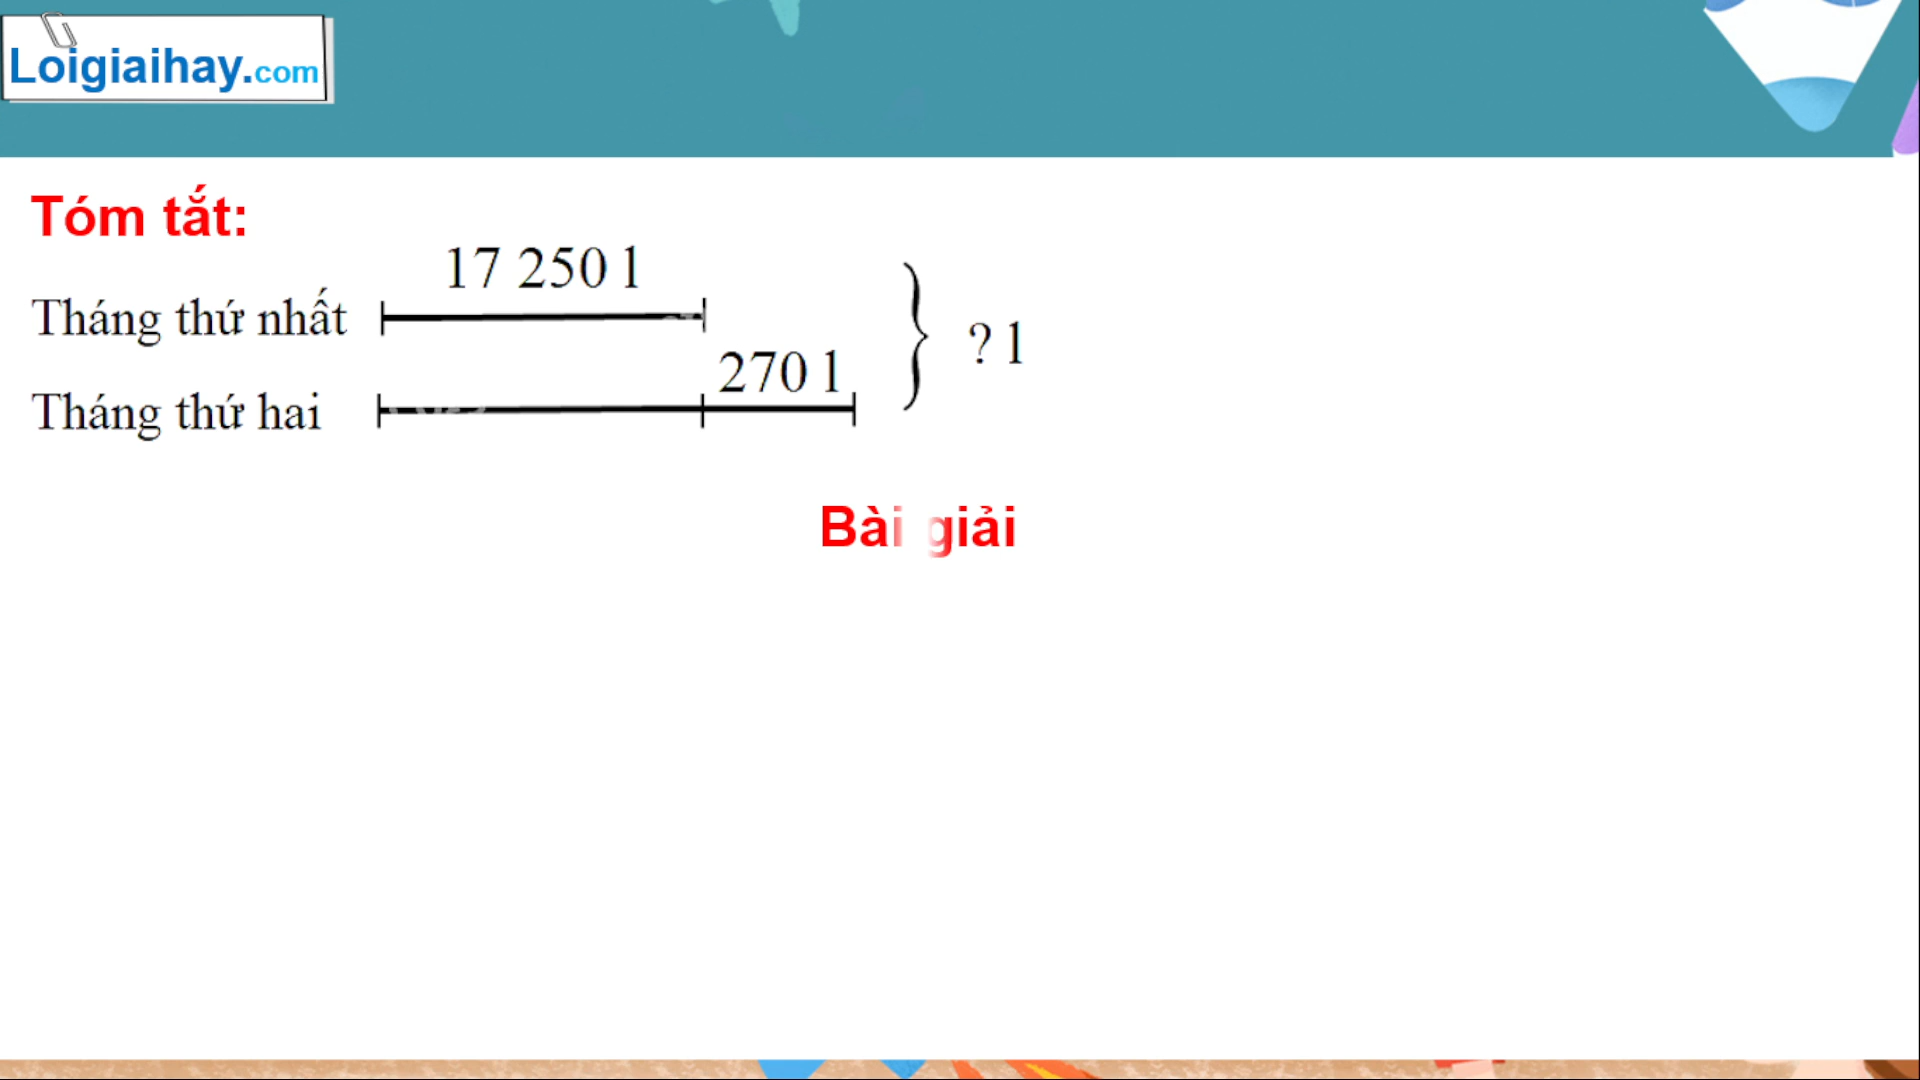 Loigiaihay.com
Tóm tắt:
17 250 l
Tháng thứ nhất
? l
270 l
Tháng thứ hai
Bài giải